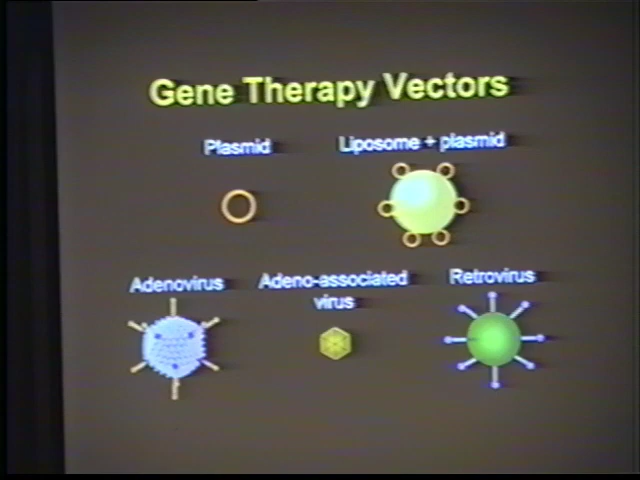 Gene Therapy Vectors
Plasmid
Liposome + plasmid
Adenovirus
Adeno-associated
virus
Retrovirus